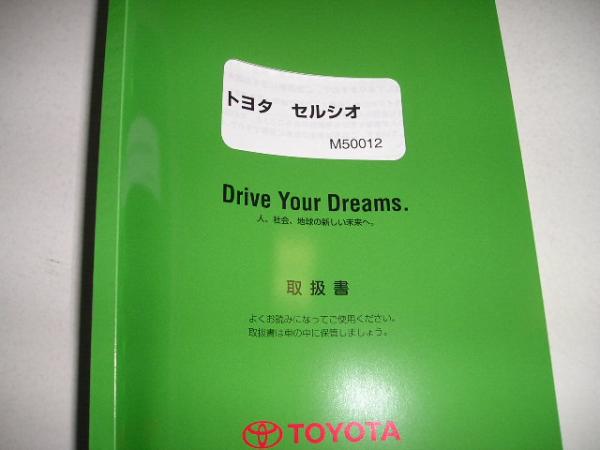 トヨタ　セルシオ
M50012
Drive Your Dreams.
人、社会、地球の新しい未来へ。
取扱書
よくお読みになってご使用ください。
取扱書は車の中に保管しましょう。
TOYOTA